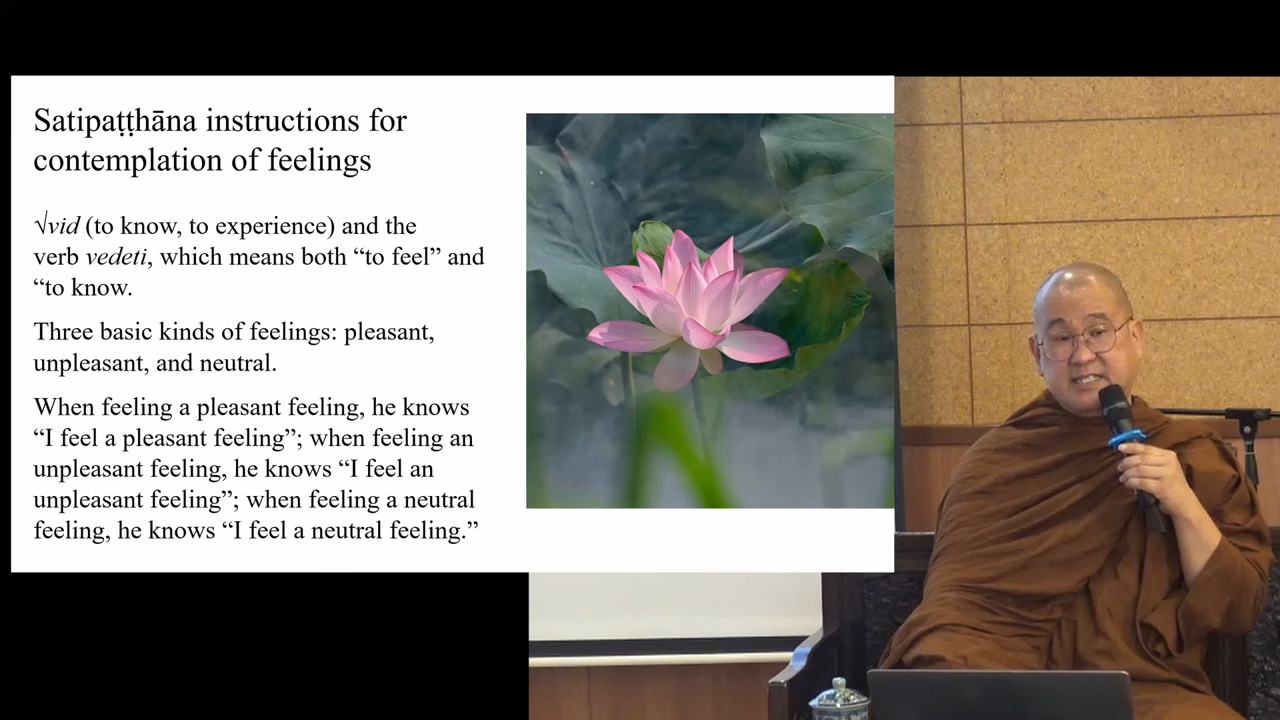 Satipaṭṭhāna instructions for
contemplation of feelings
√vid (to know, to experience) and the
verb vedeti, which means both “to feel” and
“to know.
Three basic kinds of feelings: pleasant,
unpleasant, and neutral.
When feeling a pleasant feeling, he knows
“I feel a pleasant feeling”; when feeling an
unpleasant feeling, he knows “I feel an
unpleasant feeling”; when feeling a neutral
feeling, he knows “I feel a neutral feeling.”